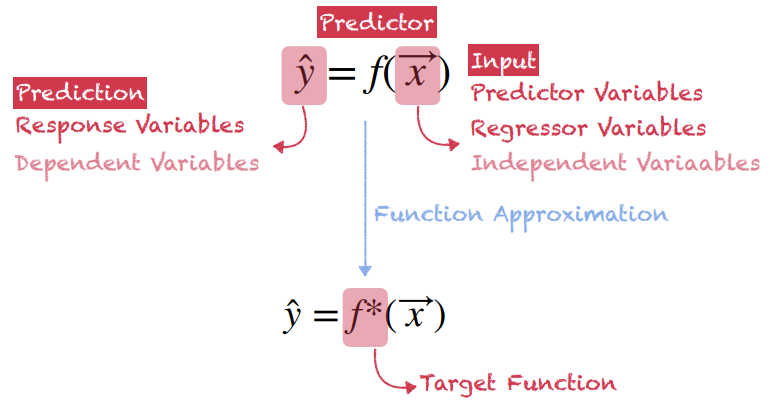 Predictor
ŷ = f(x⃗)
Prediction
Response Variables
Dependent Variables
Input
Predictor Variables
Regressor Variables
Independent Variaables
Function Approximation
ŷ = f*(x⃗)
Target Function